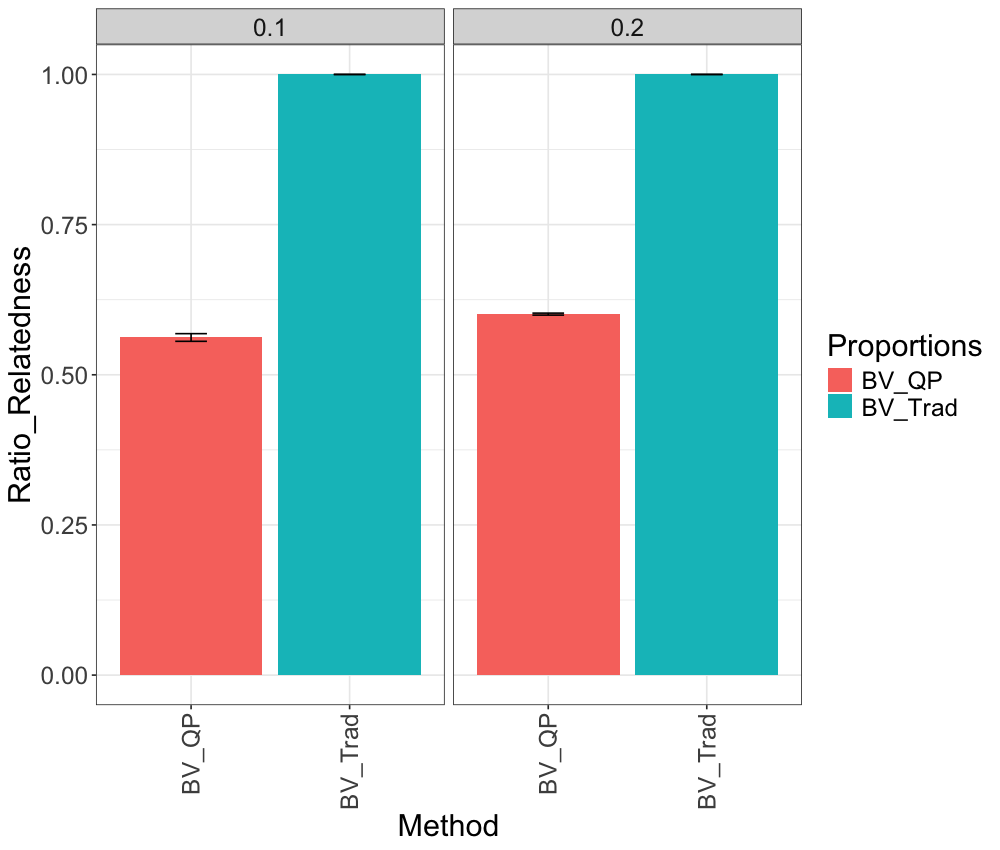 0.1
0.2
1.00
0.75
0.50
0.25
0.00
Ratio_Relatedness
BV_QP
BV_Trad
BV_QP
BV_Trad
Method
Proportions
BV_QP
BV_Trad